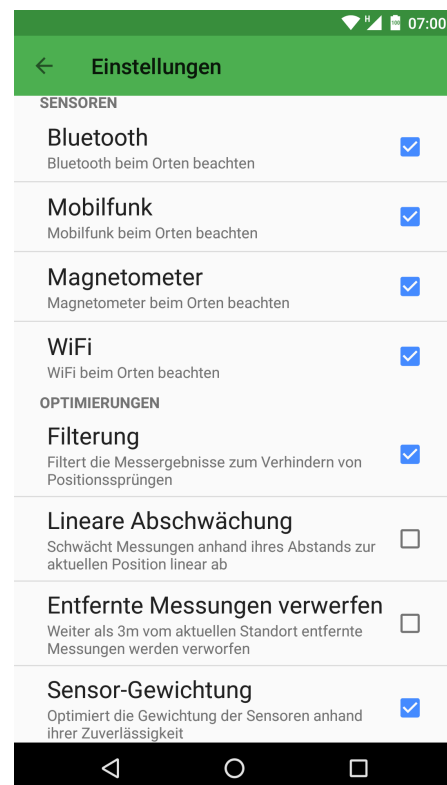 H 100 07:00
Einstellungen
SENSOREN
Bluetooth
Bluetooth beim Orten beachten
Mobilfunk
Mobilfunk beim Orten beachten
Magnetometer
Magnetometer beim Orten beachten
WiFi
WiFi beim Orten beachten
OPTIMIERUNGEN
Filterung
Filtert die Messergebnisse zum Verhindern von
Positionssprüngen
Lineare Abschwächung
Schwächt Messungen anhand ihres Abstands zur
aktuellen Position linear ab
Entfernte Messungen verwerfen
Weiter als 3m vom aktuellen Standort entfernte
Messungen werden verworfen
Sensor-Gewichtung
Optimiert die Gewichtung der Sensoren anhand
ihrer Zuverlässigkeit